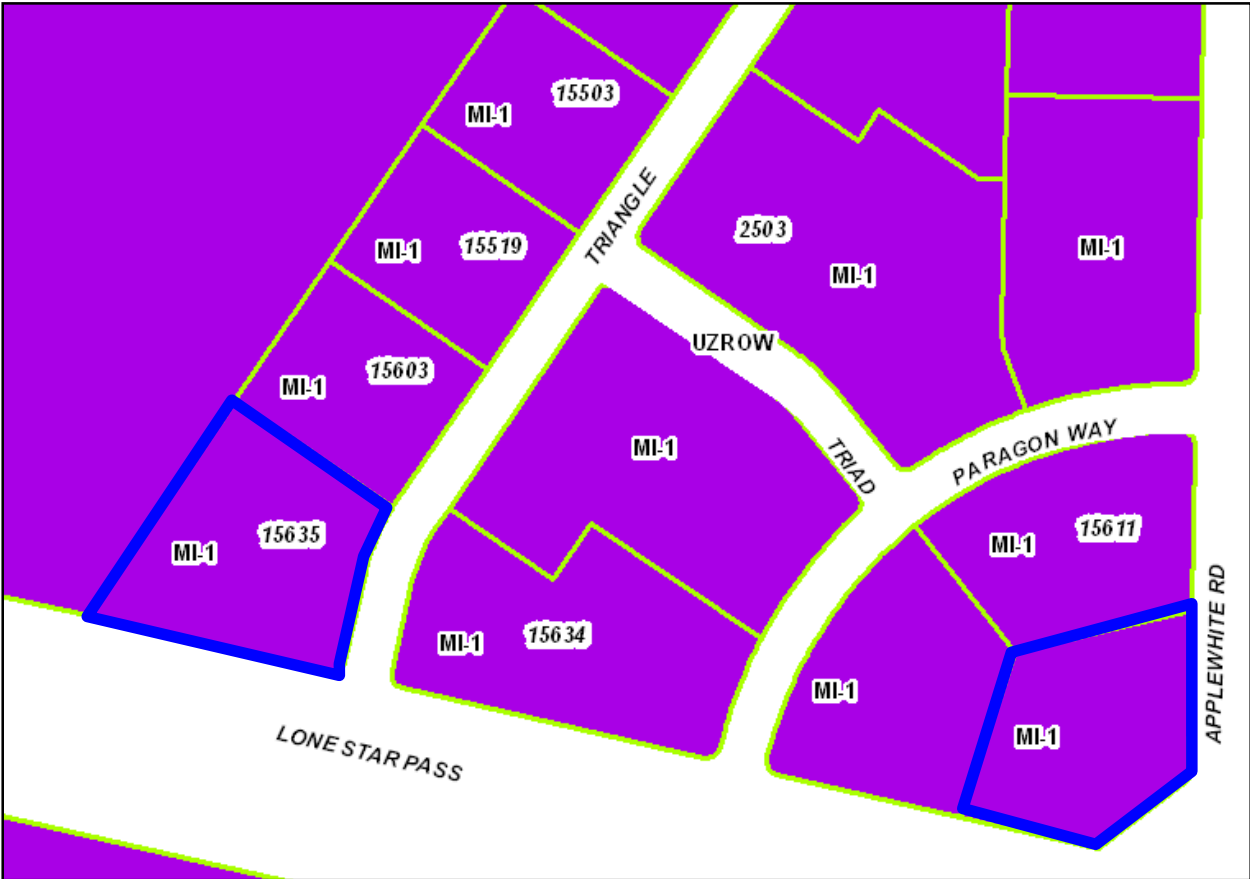 15503
MI-1
TRIANGLE
2503
15519
MI-1
MI-1
MI-1
UZROW
15603
MI-1
PARAGON WAY
MI-1
TRIAD
15635
MI-1
15611
MI-1
APPLEWHITE RD
15634
MI-1
MI-1
MI-1
LONE STAR PASS